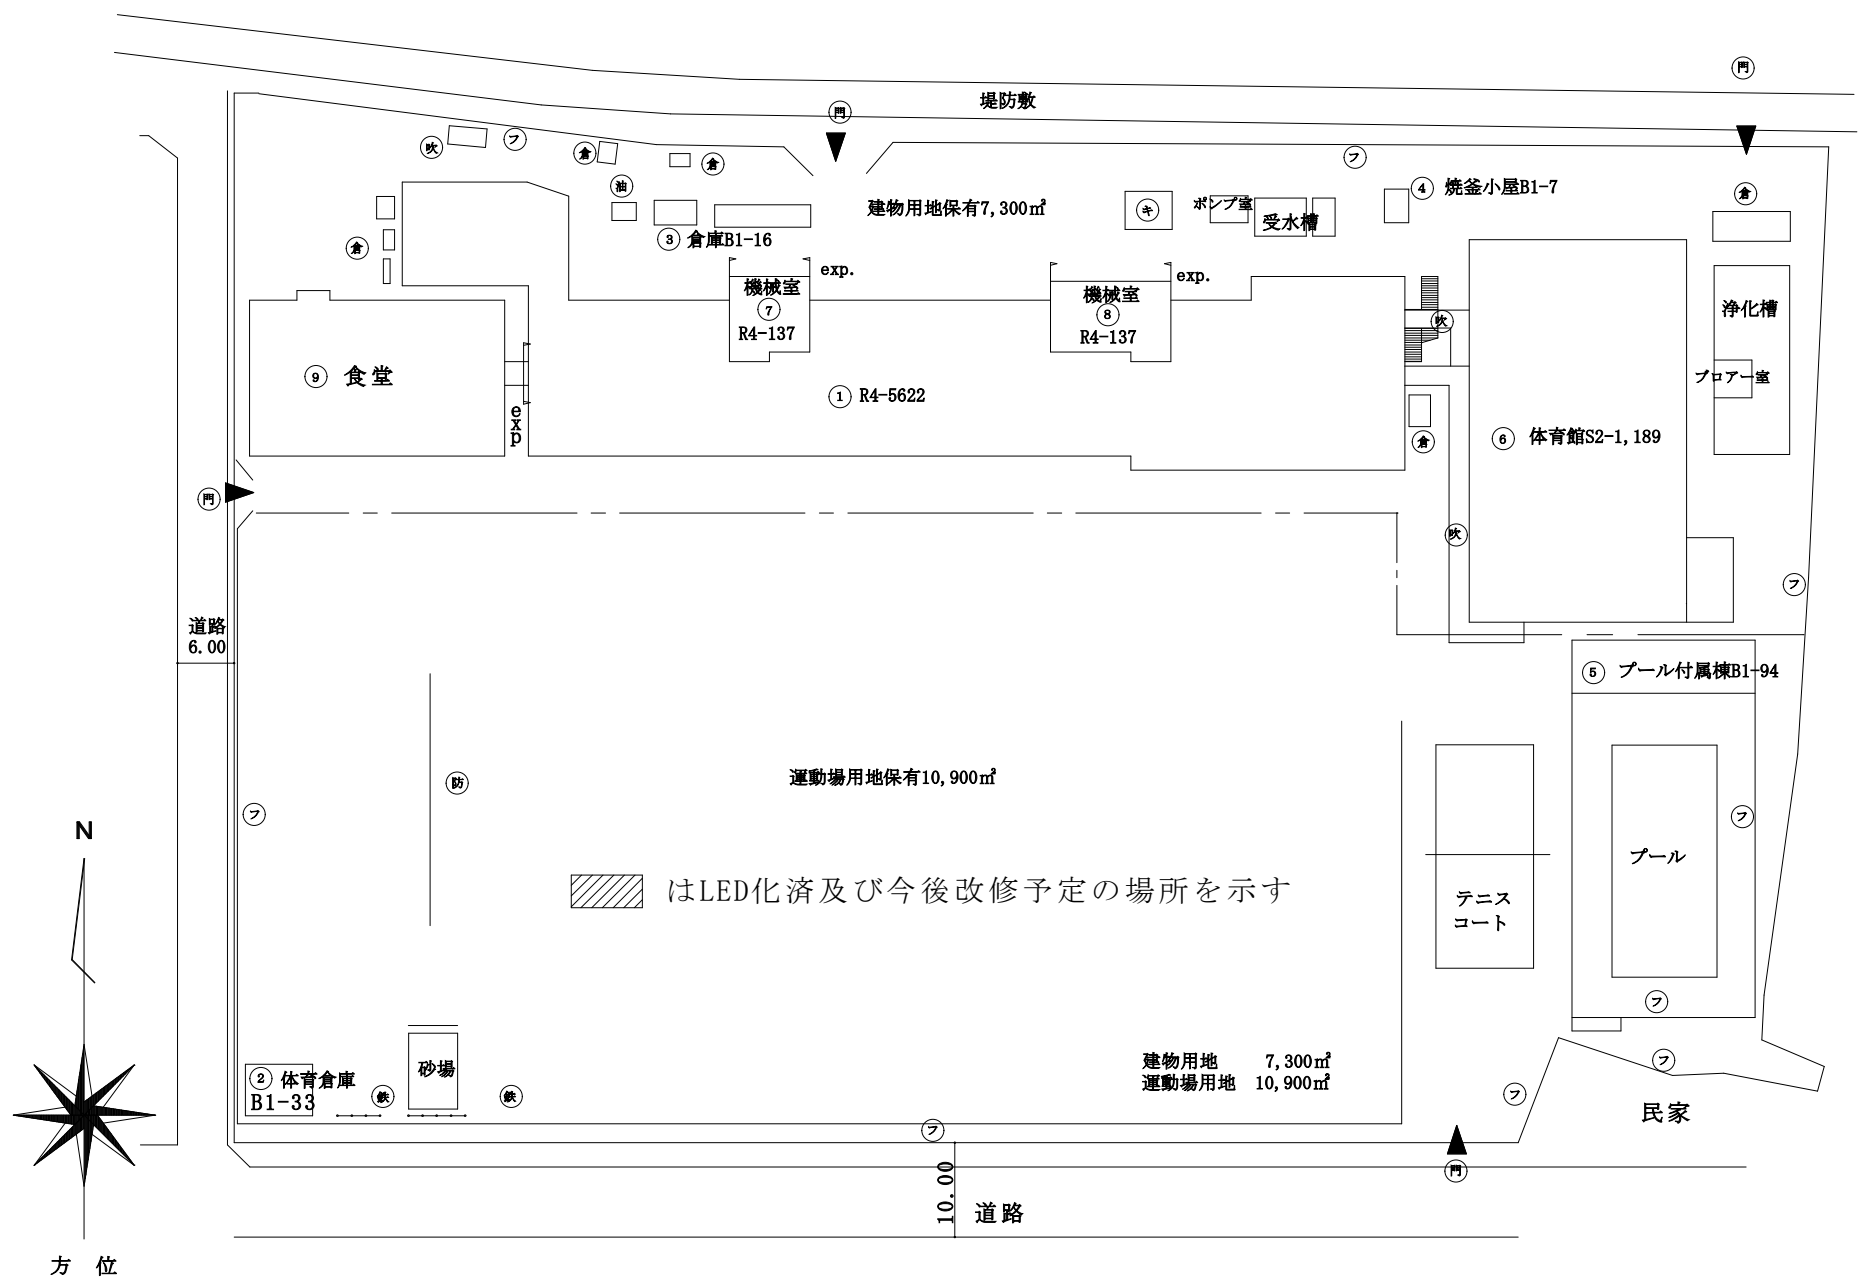 門
堤防敷
門
吹
フ
倉
倉
フ
油
建物用地保有7,300㎡
キ
ポンプ室
受水槽
④ 焼釜小屋B1-7
倉
倉
③ 倉庫B1-16
exp.
exp.
機械室
⑦
R4-137
機械室
⑧
R4-137
吹
浄化槽
⑨ 食堂
exp
① R4-5622
ブロアー室
倉
⑥ 体育館S2-1,189
門
吹
フ
道路
6.00
⑤ プール付属棟B1-94
運動場用地保有10,900㎡
防
フ
フ
N
プール
はLED化済及び今後改修予定の場所を示す
テニス
コート
フ
フ
建物用地 7,300㎡
運動場用地 10,900㎡
砂場
② 体育倉庫
B1-33
鉄
鉄
フ
民家
フ
門
10.00
道路
方 位